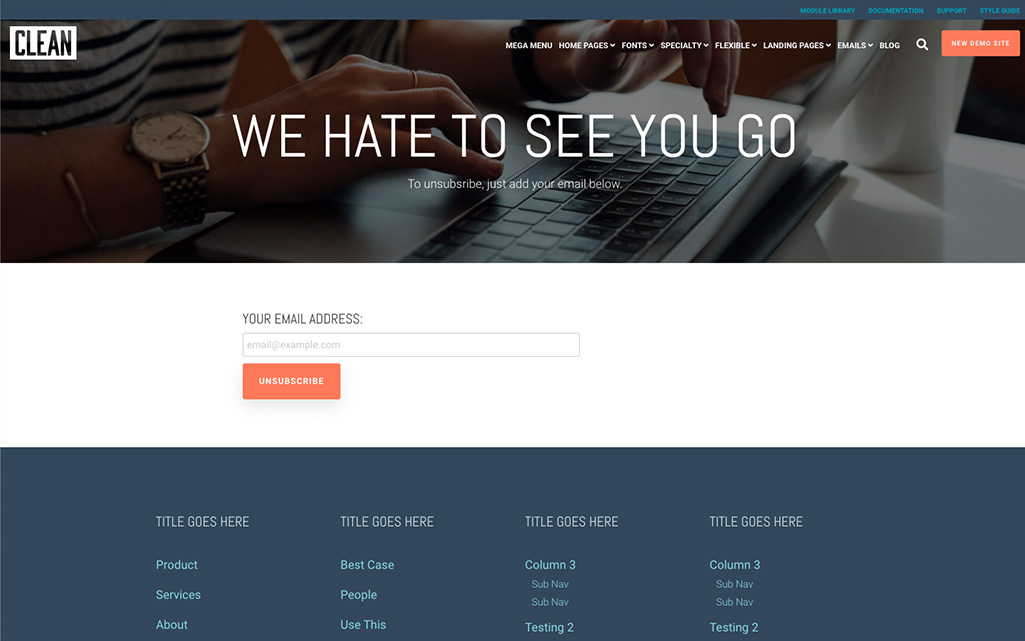 MODULE LIBRARY DOCUMENTATION SUPPORT STYLE GUIDE
CLEAN
MEGA MENU HOME PAGES FONTS SPECIALTY FLEXIBLE LANDING PAGES EMAILS BLOG
NEW DEMO SITE
WE HATE TO SEE YOU GO
To unsubsribe, just add your email below.
YOUR EMAIL ADDRESS:
email@example.com
UNSUBSCRIBE
TITLE GOES HERE
Product
Services
About
TITLE GOES HERE
Best Case
People
Use This
TITLE GOES HERE
Column 3
Sub Nav
Sub Nav
Testing 2
TITLE GOES HERE
Column 3
Sub Nav
Sub Nav
Testing 2